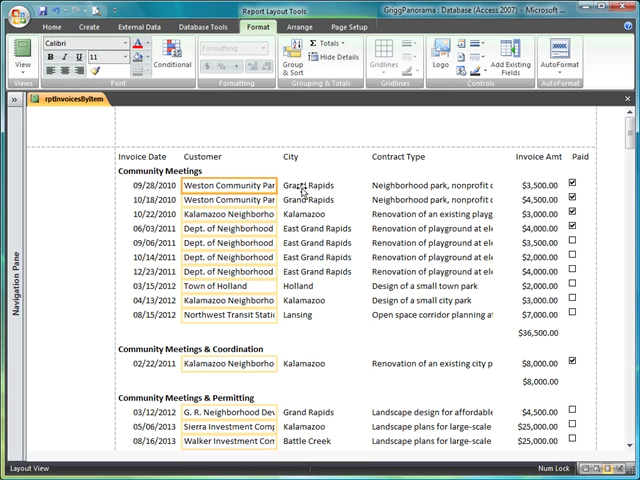 Report Layout Tools
GriggPanorama : Database (Access 2007) - Microsoft ...
Home
Create
External Data
Database Tools
Format
Arrange
Page Setup
View
Views
Calibri
B I U 11
Font
Conditional
Formatting
$ % ,
Formatting
Group & Sort
Σ Totals
Hide Details
Grouping & Totals
Gridlines
Gridlines
Logo
Add Existing Fields
Controls
AutoFormat
AutoFormat
rptInvoicesByItem
Navigation Pane
Invoice Date Customer City Contract Type Invoice Amt Paid
Community Meetings
09/28/2010 Weston Community Par Grand Rapids Neighborhood park, nonprofit c $3,500.00
10/18/2010 Weston Community Par Grand Rapids Neighborhood park, nonprofit c $4,500.00
10/22/2010 Kalamazoo Neighborho Kalamazoo Renovation of an existing playg $3,000.00
06/03/2011 Dept. of Neighborhood East Grand Rapids Renovation of playground at ele $4,000.00
09/06/2011 Dept. of Neighborhood East Grand Rapids Renovation of playground at ele $3,500.00
10/14/2011 Dept. of Neighborhood East Grand Rapids Renovation of playground at ele $2,000.00
12/23/2011 Dept. of Neighborhood East Grand Rapids Renovation of playground at ele $4,000.00
03/15/2012 Town of Holland Holland Design of a small town park $2,000.00
04/13/2012 Kalamazoo Neighborho Kalamazoo Design of a small city park $3,000.00
08/15/2012 Northwest Transit Static Lansing Open space corridor planning at $7,000.00
$36,500.00
Community Meetings & Coordination
02/22/2011 Kalamazoo Neighborho Kalamazoo Renovation of an existing city p $8,000.00
$8,000.00
Community Meetings & Permitting
03/12/2012 G. R. Neighborhood Dev Grand Rapids Landscape design for affordable $4,500.00
05/06/2013 Sierra Investment Comp Kalamazoo Landscape plans for large-scale $25,000.00
08/16/2013 Walker Investment Com Battle Creek Landscape plans for large-scale $25,000.00
Layout View
Num Lock